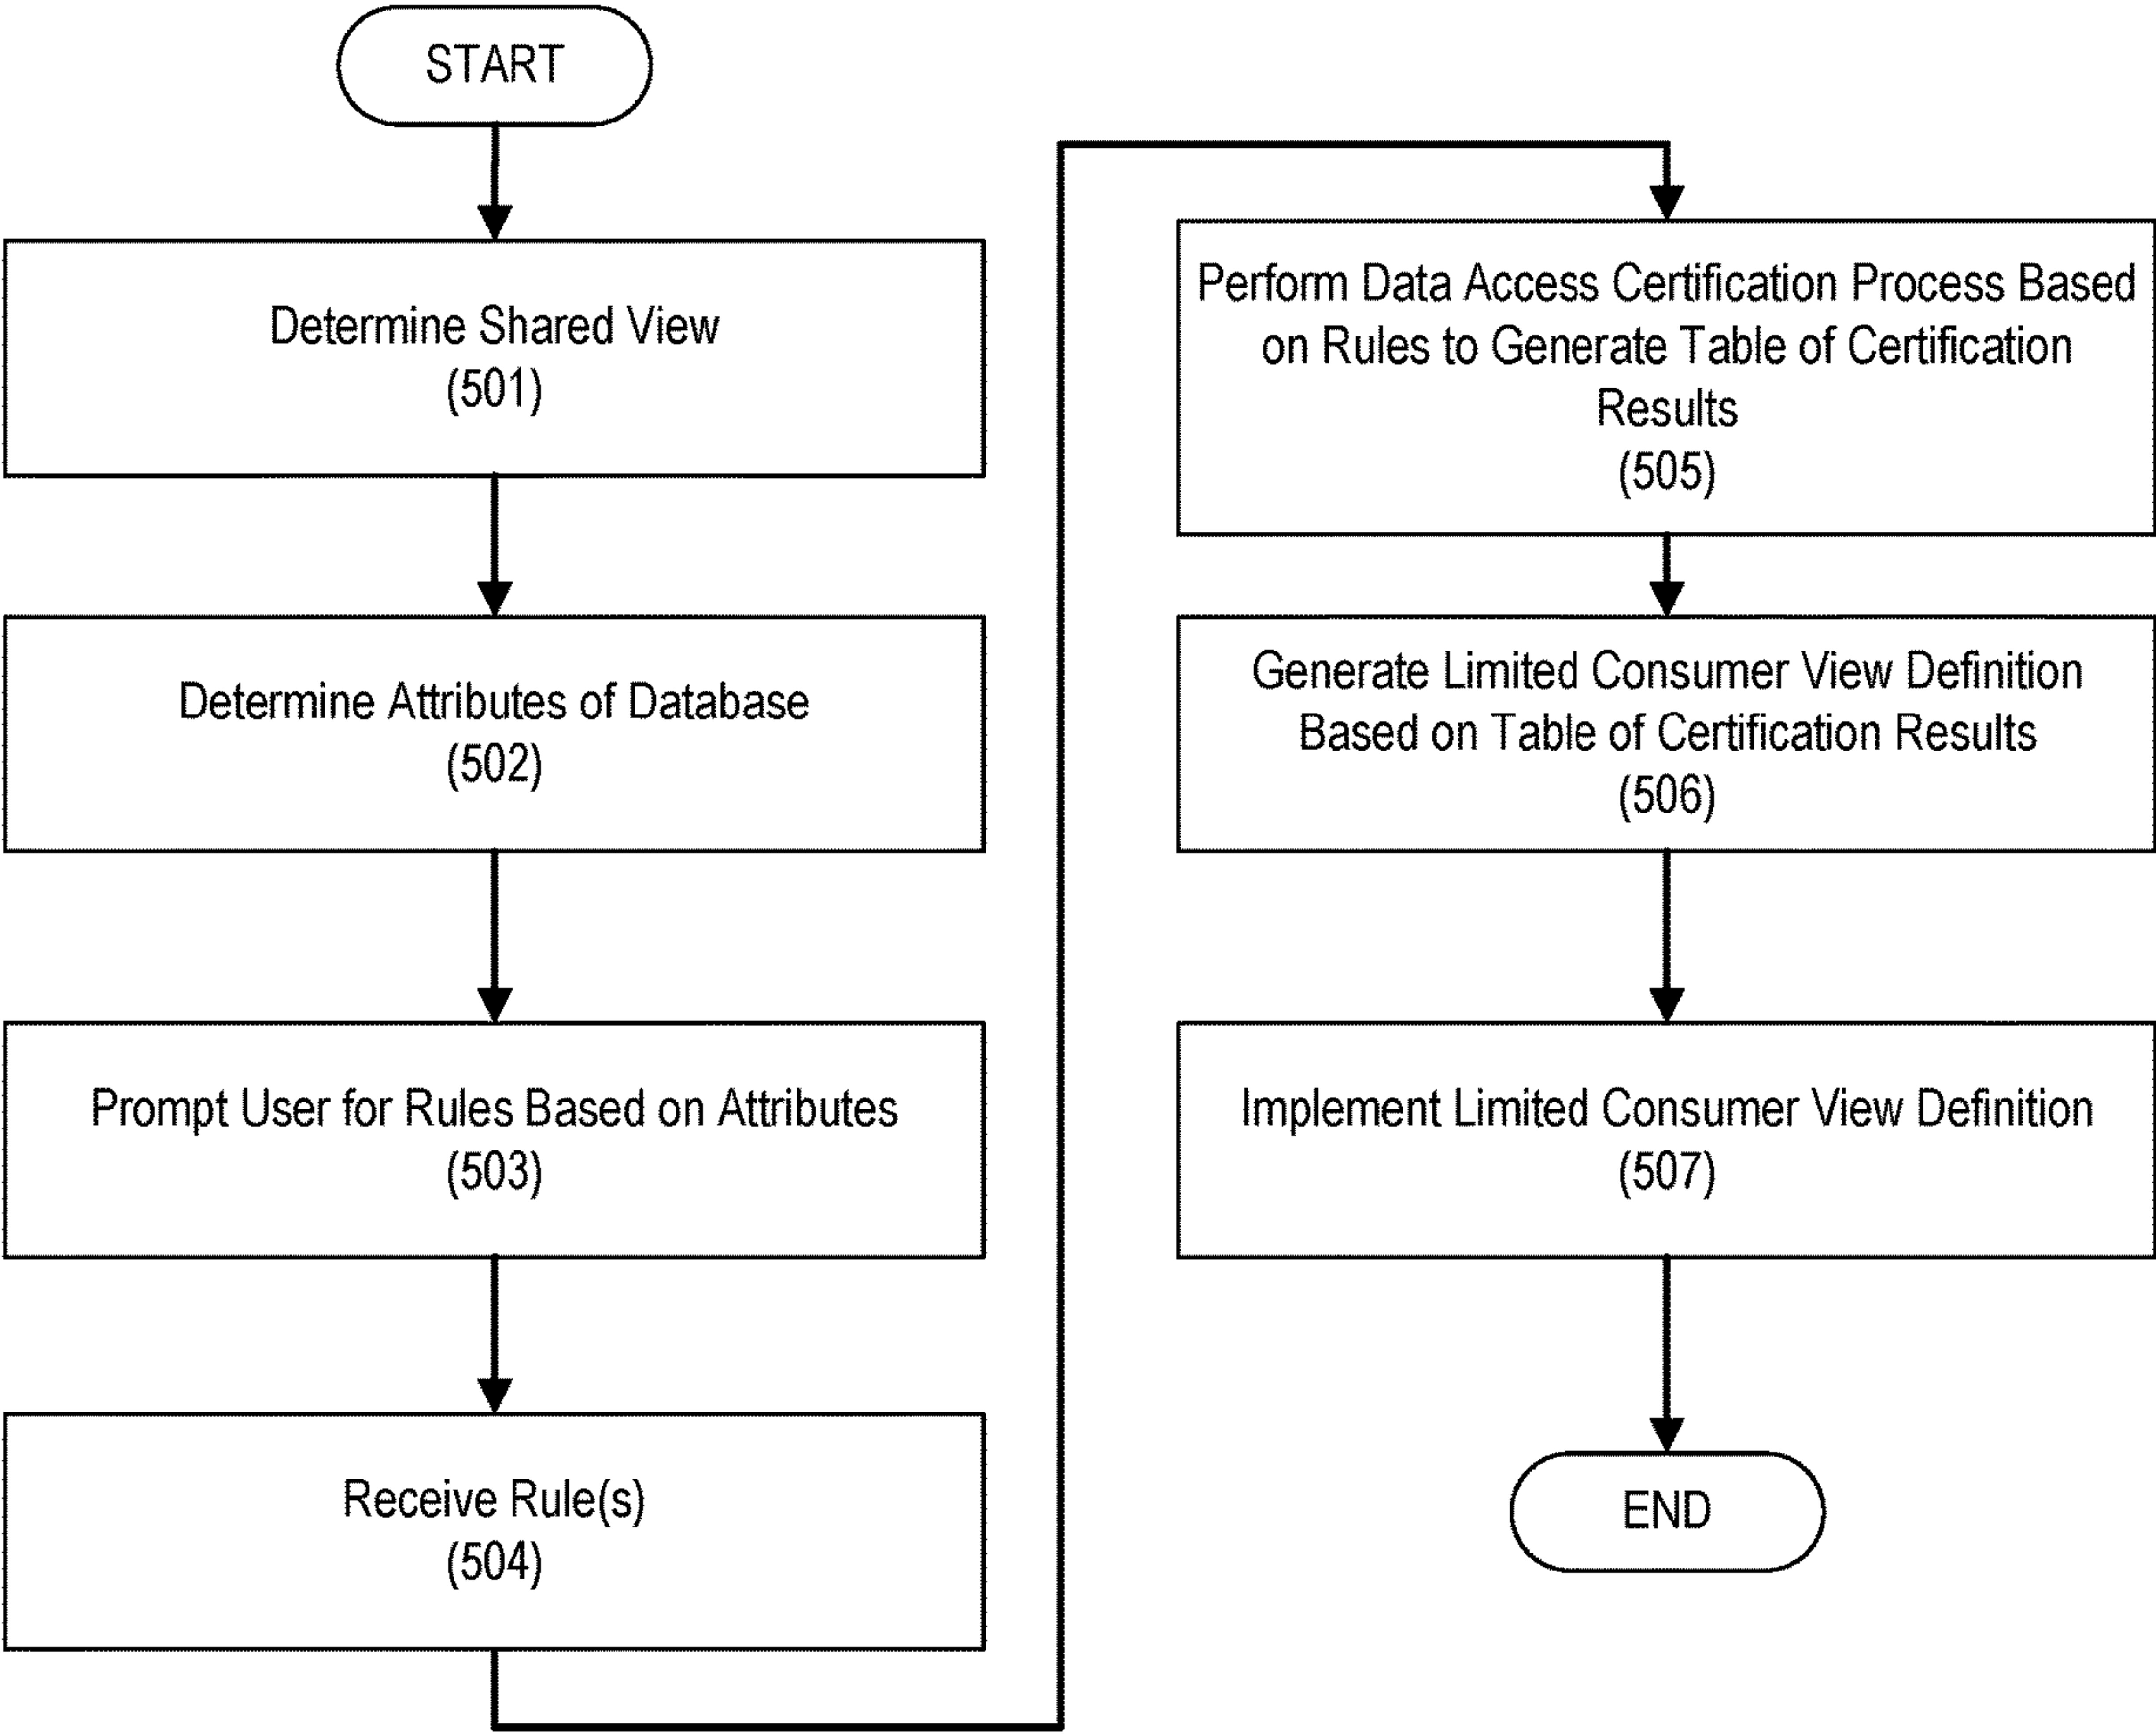 START
Determine Shared View
(501)
Determine Attributes of Database
(502)
Prompt User for Rules Based on Attributes
(503)
Receive Rule(s)
(504)
Perform Data Access Certification Process Based
on Rules to Generate Table of Certification
Results
(505)
Generate Limited Consumer View Definition
Based on Table of Certification Results
(506)
Implement Limited Consumer View Definition
(507)
END